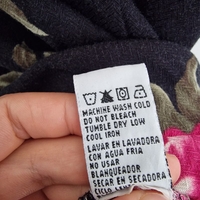 MACHINE WASH COLD
DO NOT BLEACH
TUMBLE DRY LOW
COOL IRON
LAVAR EN LAVADORA
CON AGUA FRIA
NO USAR
BLANQUEADOR
SECAR EN SECADORA